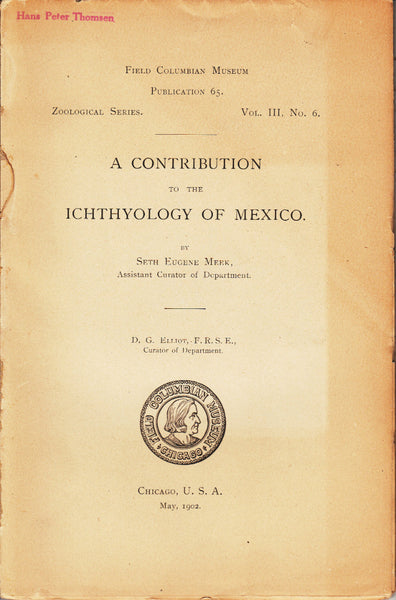 Hans Peter Thomsen
FIELD COLUMBIAN MUSEUM
PUBLICATION 65.
ZOOLOGICAL SERIES. VOL. III, NO. 6.
A CONTRIBUTION
TO THE
ICHTHYOLOGY OF MEXICO.
BY
SETH EUGENE MEEK,
Assistant Curator of Department.
D. G. ELLIOT, F. R. S. E.,
Curator of Department.
FIELD COLUMBIAN MUSEUM
CHICAGO
CHICAGO, U. S. A.
May, 1902.